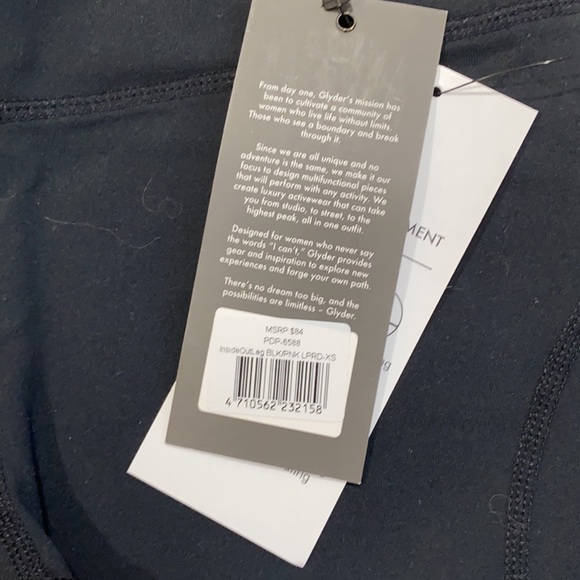 From day one, Glyder's mission has
been to cultivate a community of
women who live life without limits.
Those who see a boundary and break
through it.
Since we are all unique and no
adventure is the same, we make it our
focus to design multifunctional pieces
that will perform with any activity. We
create luxury activewear that can take
you from studio, to street, to the
highest peak, all in one outfit.
Designed for women who never say
the words "I can't," Glyder provides
gear and inspiration to explore new
experiences and forge your own path.
There's no dream too big, and the
possibilities are limitless – Glyder.
MSRP:$84
PDP-6588
InsideOutLeg BLK/PNK LPRD-XS
4 710562 232158
MENT